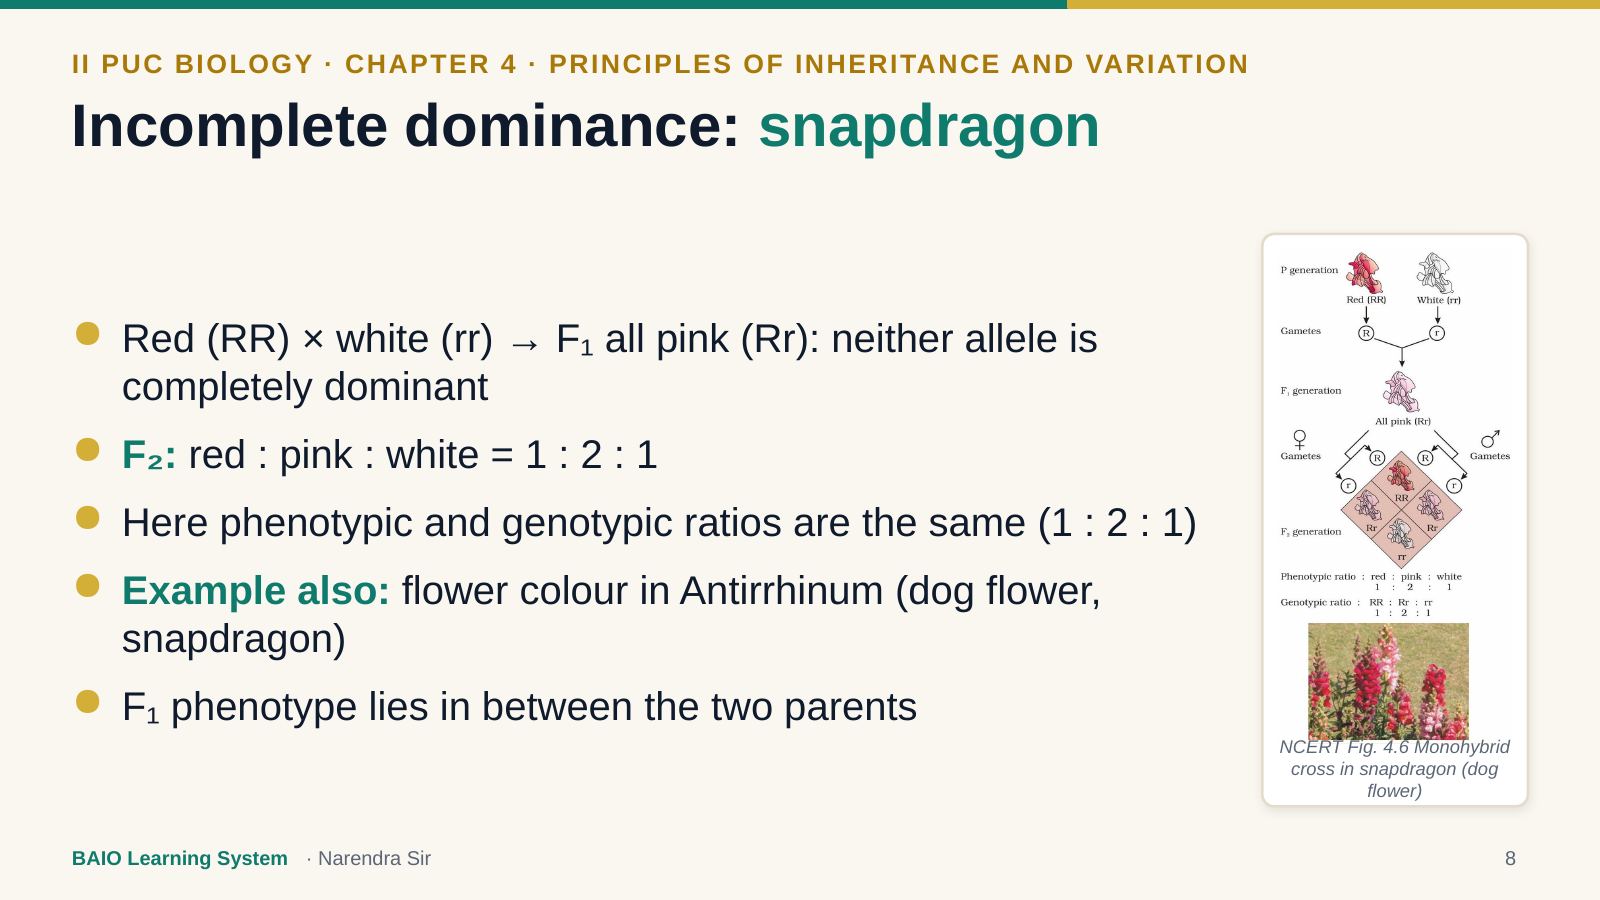 II PUC BIOLOGY · CHAPTER 4 · PRINCIPLES OF INHERITANCE AND VARIATION
Incomplete dominance: snapdragon
Red (RR) × white (rr) → F₁ all pink (Rr): neither allele is
completely dominant
F₂: red : pink : white = 1 : 2 : 1
Here phenotypic and genotypic ratios are the same (1 : 2 : 1)
Example also: flower colour in Antirrhinum (dog flower,
snapdragon)
F₁ phenotype lies in between the two parents
P generation
Red (RR) White (rr)
Gametes R r
F₁ generation
All pink (Rr)
♀ ♂
Gametes R R Gametes
r r
RR
Rr Rr
F₂ generation
rr
Phenotypic ratio : red : pink : white
1 : 2 : 1
Genotypic ratio : RR : Rr : rr
1 : 2 : 1
NCERT Fig. 4.6 Monohybrid
cross in snapdragon (dog
flower)
BAIO Learning System · Narendra Sir
8